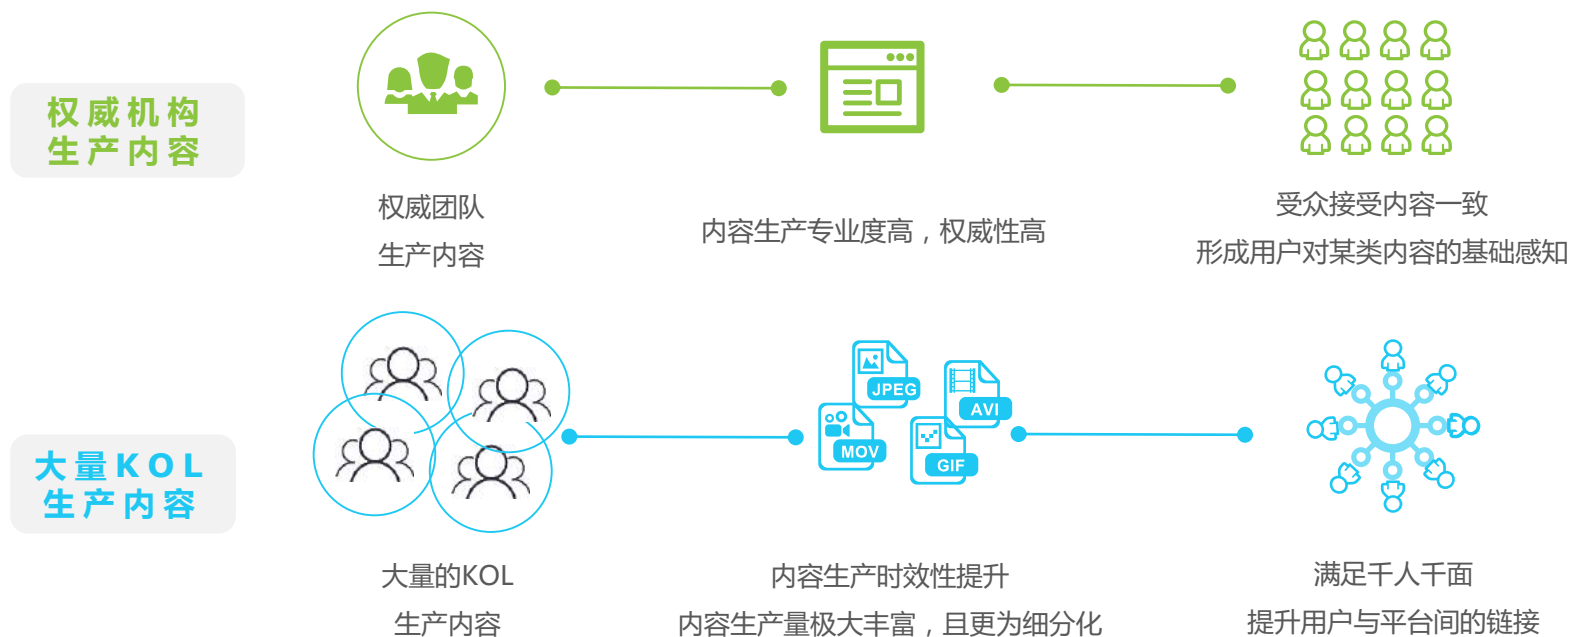 权威机构
生产内容
权威团队
生产内容
内容生产专业度高，权威性高
受众接受内容一致
形成用户对某类内容的基础感知
大量KOL
生产内容
JPEG
AVI
MOV
GIF
大量的KOL
生产内容
内容生产时效性提升
内容生产量极大丰富，且更为细分化
满足千人千面
提升用户与平台间的链接